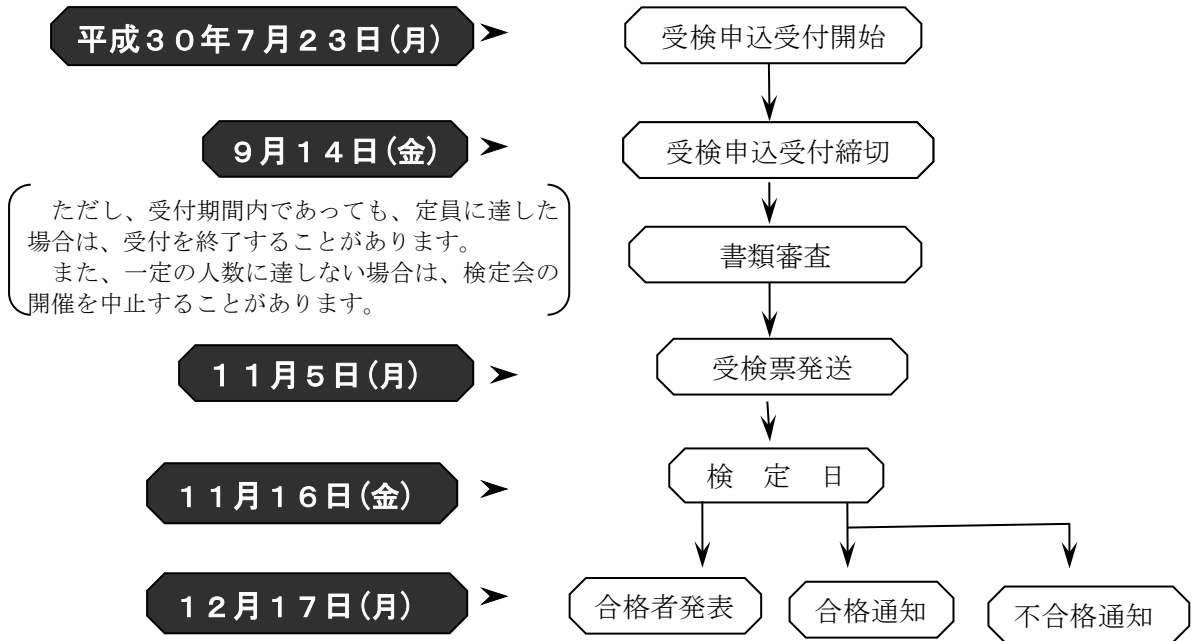 平成３０年７月２３日（月）
受検申込受付開始
９月１４日（金）
受検申込受付締切
ただし、受付期間内であっても、定員に達した
場合は、受付を終了することがあります。
また、一定の人数に達しない場合は、検定会の
開催を中止することがあります。
書類審査
１１月５日（月）
受検票発送
１１月１６日（金）
検　定　日
１２月１７日（月）
合格者発表
合格通知
不合格通知